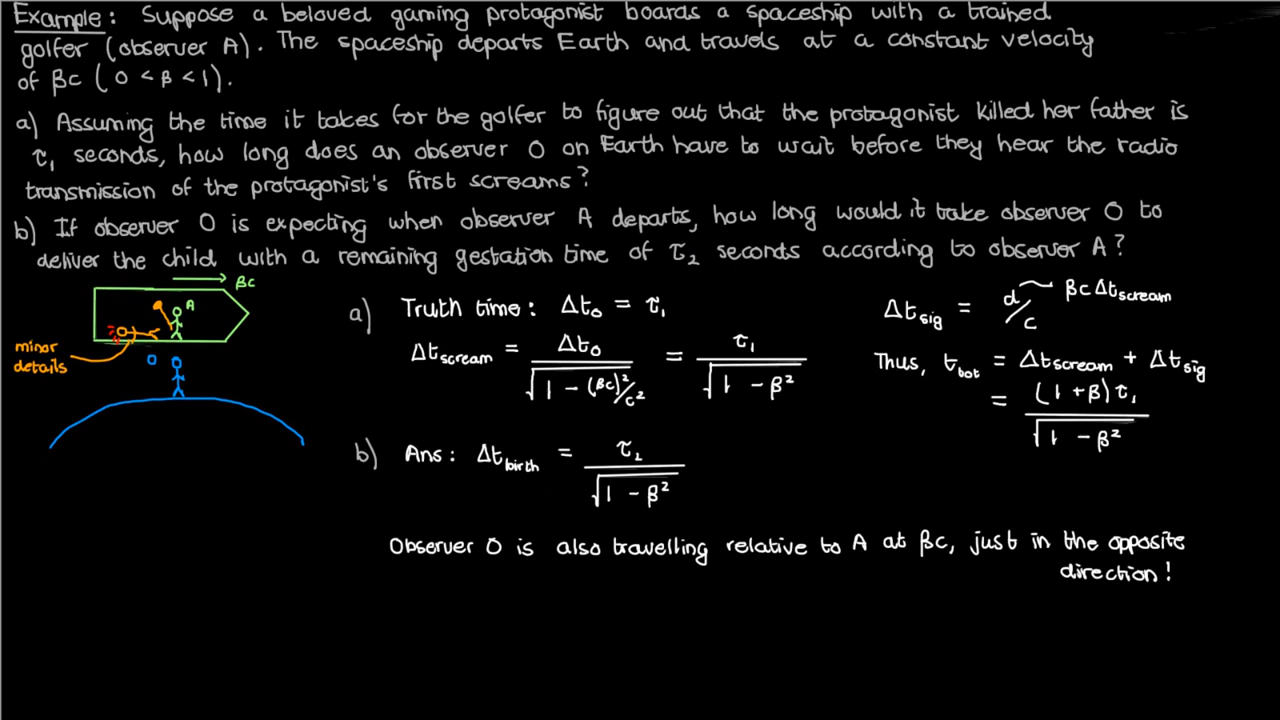 Example: Suppose a beloved gaming protagonist boards a spaceship with a trained
golfer (observer A). The spaceship departs Earth and travels at a constant velocity
of βc (0 < β < 1).
a) Assuming the time it takes for the golfer to figure out that the protagonist killed her father is
τ₁ seconds, how long does an observer O on Earth have to wait before they hear the radio
transmission of the protagonist's first screams?
b) If observer O is expecting when observer A departs, how long would it take observer O to
deliver the child with a remaining gestation time of τ₂ seconds according to observer A?
βc
A
minor
details
O
a) Truth time: Δt₀ = τ₁
Δt_scream = Δt₀ / √(1 - (βc)²/c²) = τ₁ / √(1 - β²)
Δt_sig = d/c
βcΔt_scream
Thus, t_tot = Δt_scream + Δt_sig
= (1 + β)τ₁ / √(1 - β²)
b) Ans: Δt_birth = τ₂ / √(1 - β²)
Observer O is also travelling relative to A at βc, just in the opposite
direction!